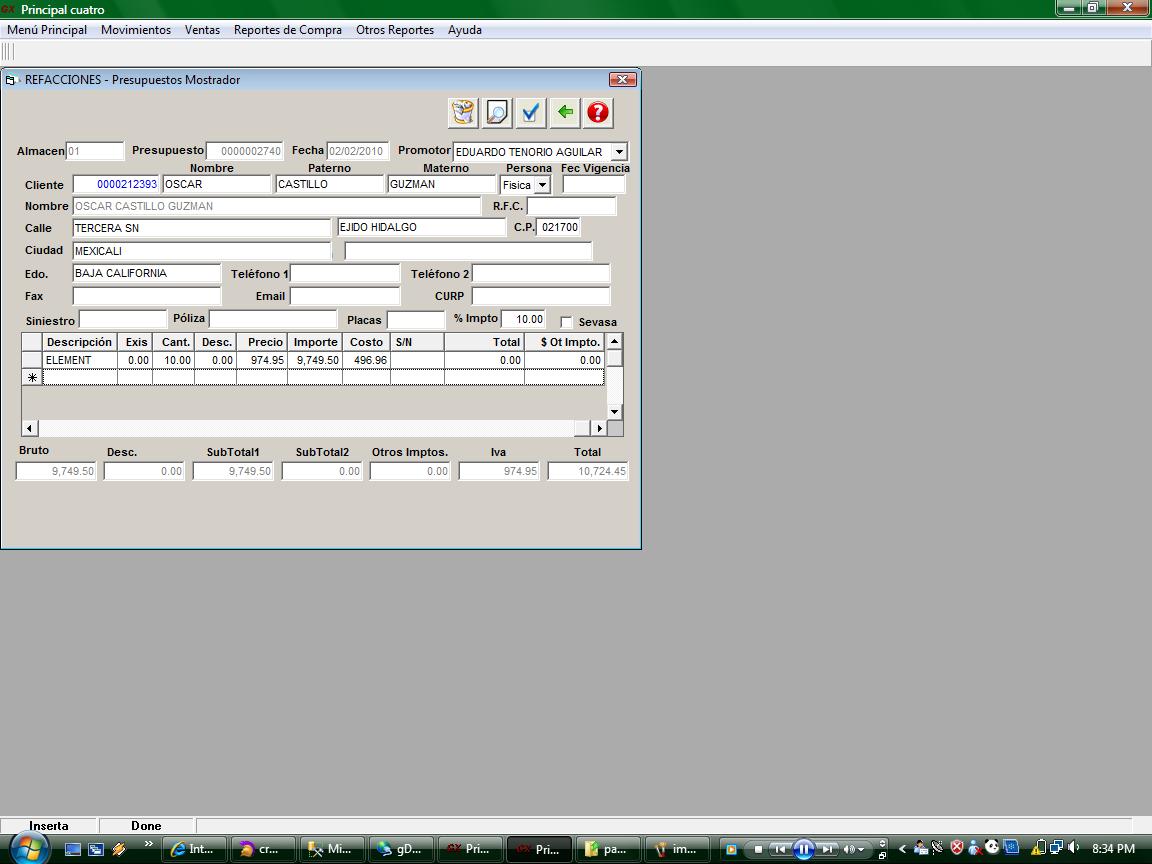 GX Principal cuatro
Menú Principal Movimientos Ventas Reportes de Compra Otros Reportes Ayuda
REFACCIONES - Presupuestos Mostrador
Almacen 01 Presupuesto 0000002740 Fecha 02/02/2010 Promotor EDUARDO TENORIO AGUILAR
Nombre Paterno Materno Persona Fec Vigencia
Cliente 0000212393 OSCAR CASTILLO GUZMAN Fisica
Nombre OSCAR CASTILLO GUZMAN R.F.C.
Calle TERCERA SN EJIDO HIDALGO C.P. 021700
Ciudad MEXICALI
Edo. BAJA CALIFORNIA Teléfono 1 Teléfono 2
Fax Email CURP
Siniestro Póliza Placas % Impto 10.00 Sevasa
Descripción Exis Cant. Desc. Precio Importe Costo S/N Total $ Ot Impto.
ELEMENT 0.00 10.00 0.00 974.95 9,749.50 496.96 0.00 0.00
Bruto Desc. SubTotal1 SubTotal2 Otros Imptos. Iva Total
9,749.50 0.00 9,749.50 0.00 0.00 974.95 10,724.45
Inserta Done
Int... cr... Mi... gD... GX Pri... GX Pri... pa... im... 8:34 PM